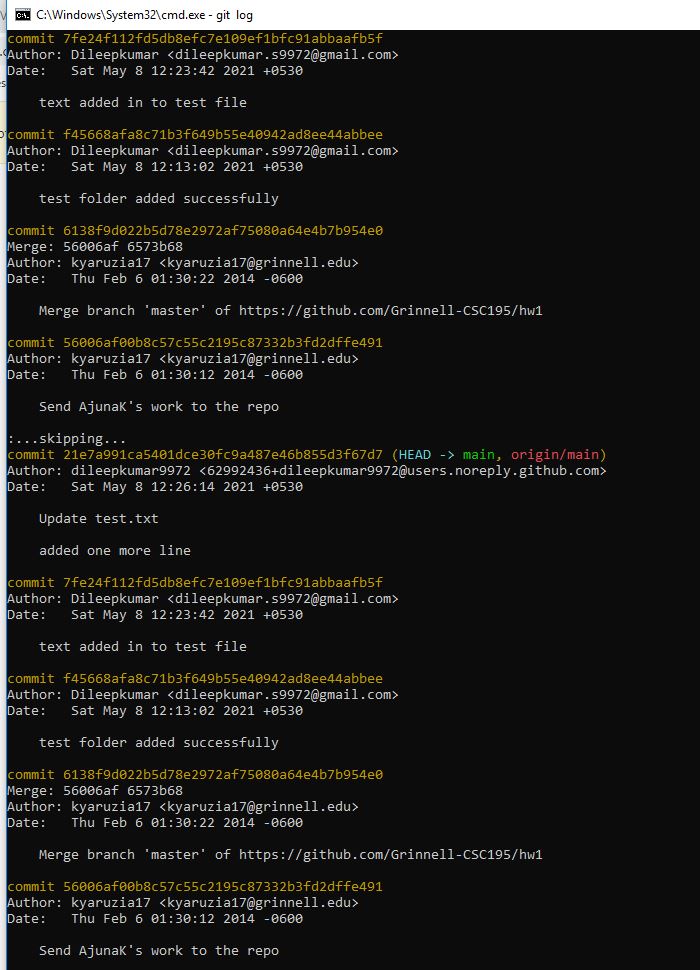 C:\Windows\System32\cmd.exe - git log
commit 7fe24f112fd5db8efc7e109ef1bfc91abbaafb5f
Author: Dileepkumar <dileepkumar.s9972@gmail.com>
Date:   Sat May 8 12:23:42 2021 +0530
    text added in to test file
commit f45668afa8c71b3f649b55e40942ad8ee44abbee
Author: Dileepkumar <dileepkumar.s9972@gmail.com>
Date:   Sat May 8 12:13:02 2021 +0530
    test folder added successfully
commit 6138f9d022b5d78e2972af75080a64e4b7b954e0
Merge: 56006af 6573b68
Author: kyaruzia17 <kyaruzia17@grinnell.edu>
Date:   Thu Feb 6 01:30:22 2014 -0600
    Merge branch 'master' of https://github.com/Grinnell-CSC195/hw1
commit 56006af00b8c57c55c2195c87332b3fd2dffe491
Author: kyaruzia17 <kyaruzia17@grinnell.edu>
Date:   Thu Feb 6 01:30:12 2014 -0600
    Send AjunaK's work to the repo
:...skipping...
commit 21e7a991ca5401dce30fc9a487e46b855d3f67d7 (HEAD -> main, origin/main)
Author: dileepkumar9972 <62992436+dileepkumar9972@users.noreply.github.com>
Date:   Sat May 8 12:26:14 2021 +0530
    Update test.txt
    added one more line
commit 7fe24f112fd5db8efc7e109ef1bfc91abbaafb5f
Author: Dileepkumar <dileepkumar.s9972@gmail.com>
Date:   Sat May 8 12:23:42 2021 +0530
    text added in to test file
commit f45668afa8c71b3f649b55e40942ad8ee44abbee
Author: Dileepkumar <dileepkumar.s9972@gmail.com>
Date:   Sat May 8 12:13:02 2021 +0530
    test folder added successfully
commit 6138f9d022b5d78e2972af75080a64e4b7b954e0
Merge: 56006af 6573b68
Author: kyaruzia17 <kyaruzia17@grinnell.edu>
Date:   Thu Feb 6 01:30:22 2014 -0600
    Merge branch 'master' of https://github.com/Grinnell-CSC195/hw1
commit 56006af00b8c57c55c2195c87332b3fd2dffe491
Author: kyaruzia17 <kyaruzia17@grinnell.edu>
Date:   Thu Feb 6 01:30:12 2014 -0600
    Send AjunaK's work to the repo